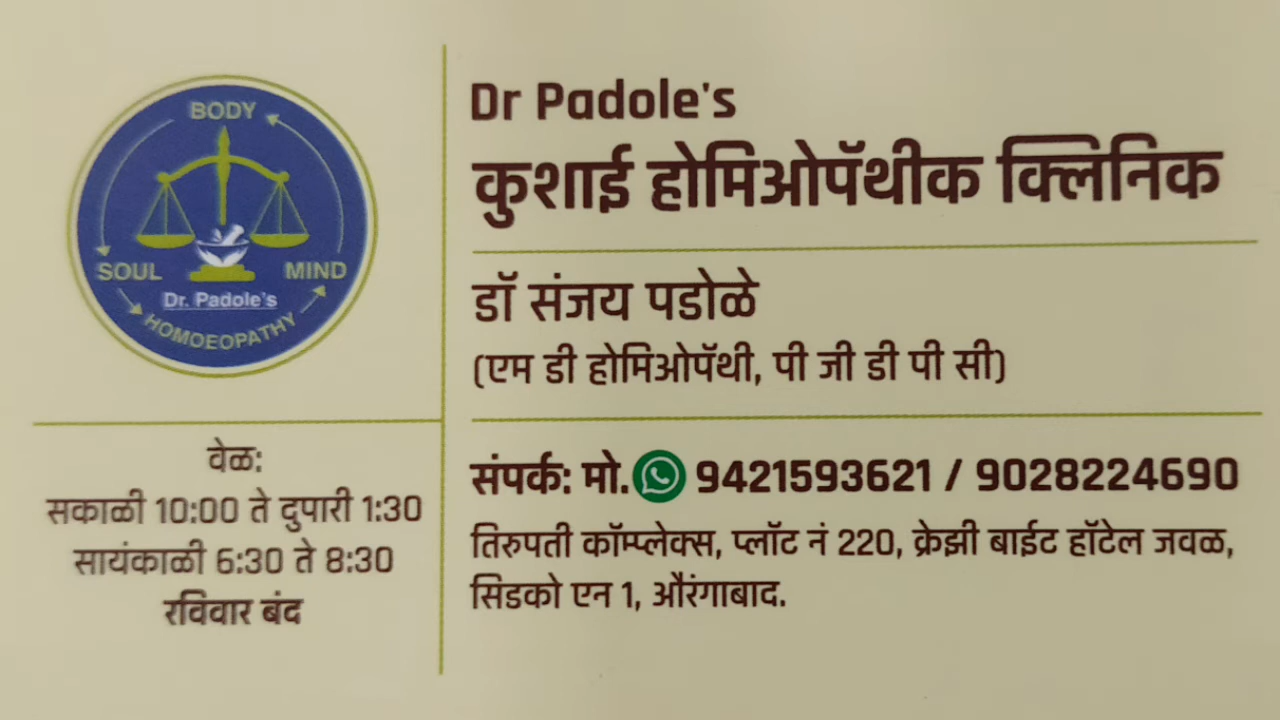 BODY
SOUL
MIND
Dr. Padole's
HOMOEOPATHY
वेळ:
सकाळी 10:00 ते दुपारी 1:30
सायंकाळी 6:30 ते 8:30
रविवार बंद
Dr Padole's
कुशाई होमिओपॅथीक क्लिनिक
डॉ संजय पडोळे
(एम डी होमिओपॅथी, पी जी डी पी सी)
संपर्क: मो. 9421593621 / 9028224690
तिरुपती कॉम्प्लेक्स, प्लॉट नं 220, क्रेझी बाईट हॉटेल जवळ,
सिडको एन 1, औरंगाबाद.